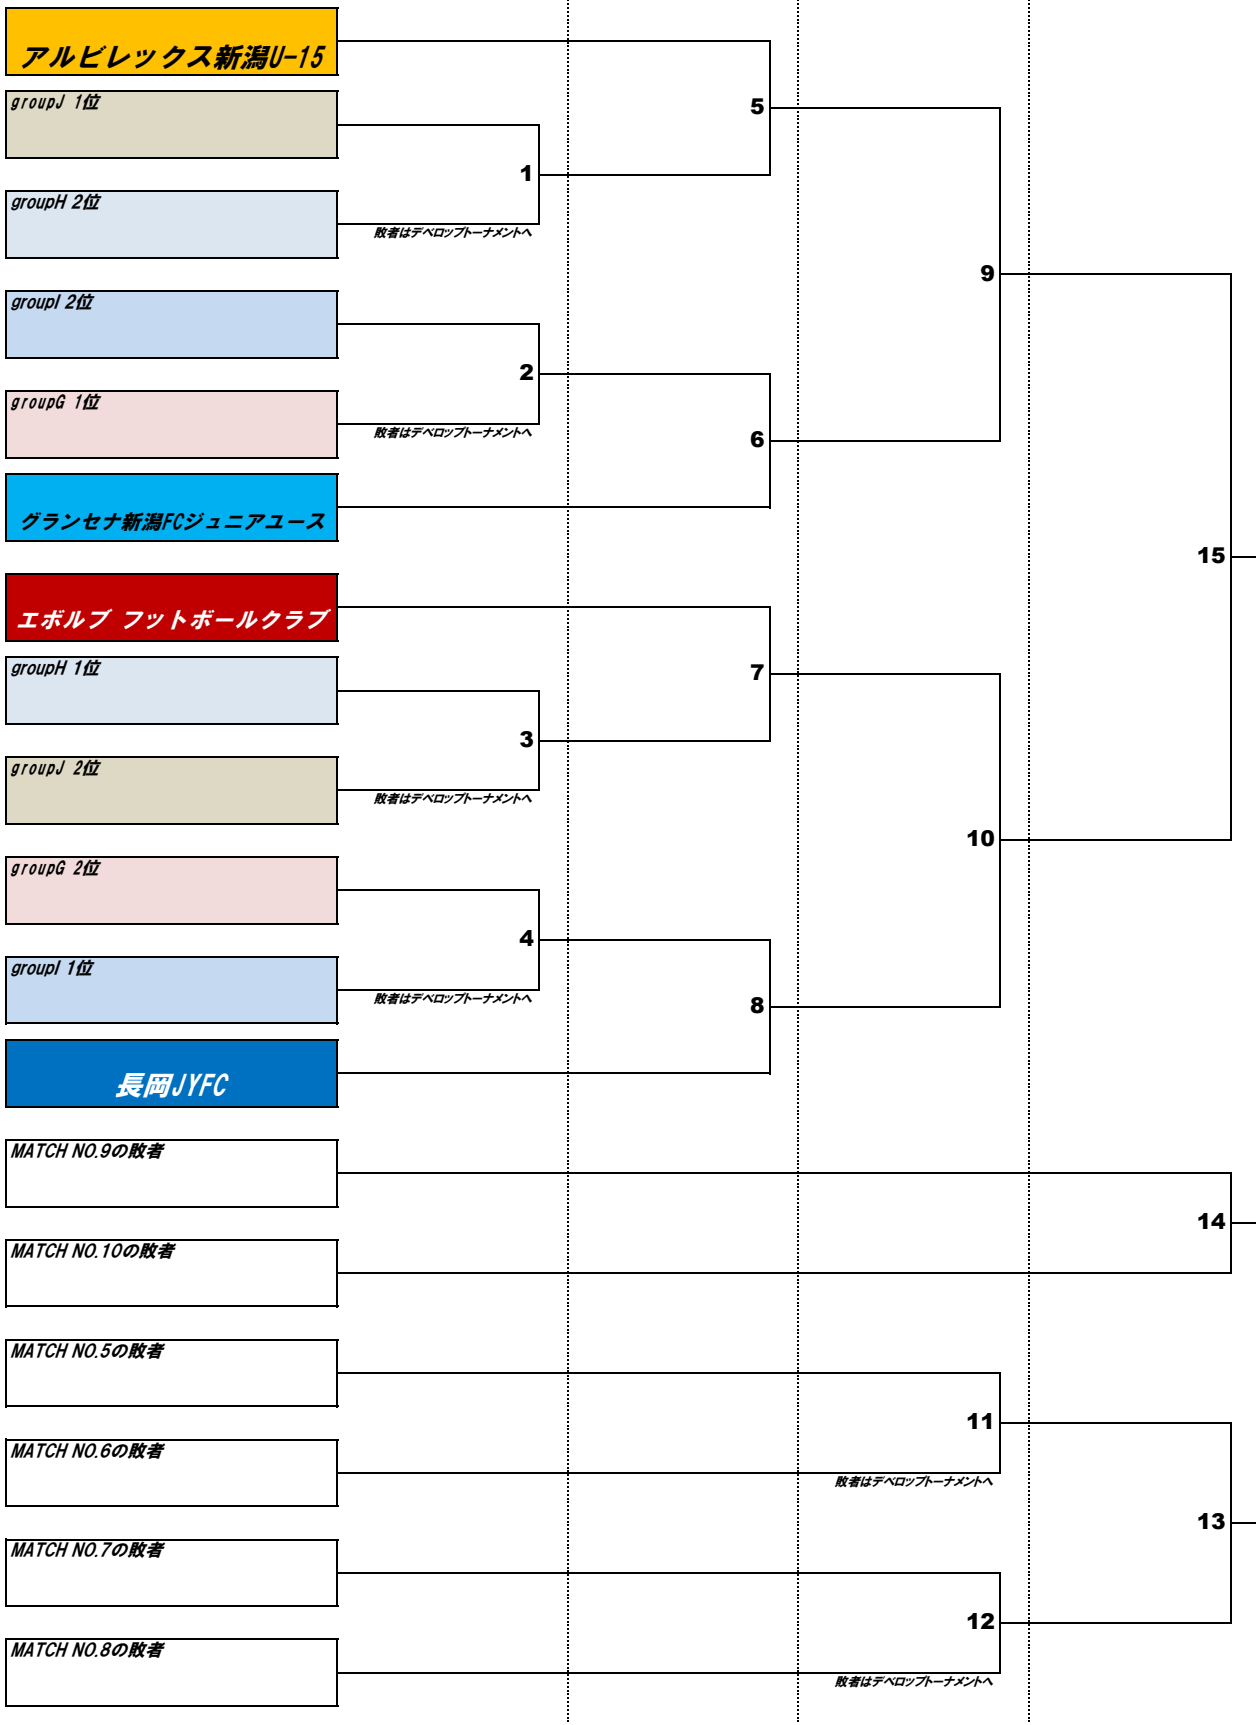 アルビレックス新潟U-15
groupJ 1位
5
1
groupH 2位
敗者はデベロップトーナメントへ
9
groupI 2位
2
groupG 1位
敗者はデベロップトーナメントへ
6
グランセナ新潟FCジュニアユース
15
エボルブ フットボールクラブ
groupH 1位
7
3
groupJ 2位
敗者はデベロップトーナメントへ
10
groupG 2位
4
groupI 1位
敗者はデベロップトーナメントへ
8
長岡JYFC
MATCH NO.9の敗者
14
MATCH NO.10の敗者
MATCH NO.5の敗者
11
MATCH NO.6の敗者
敗者はデベロップトーナメントへ
13
MATCH NO.7の敗者
12
MATCH NO.8の敗者
敗者はデベロップトーナメントへ